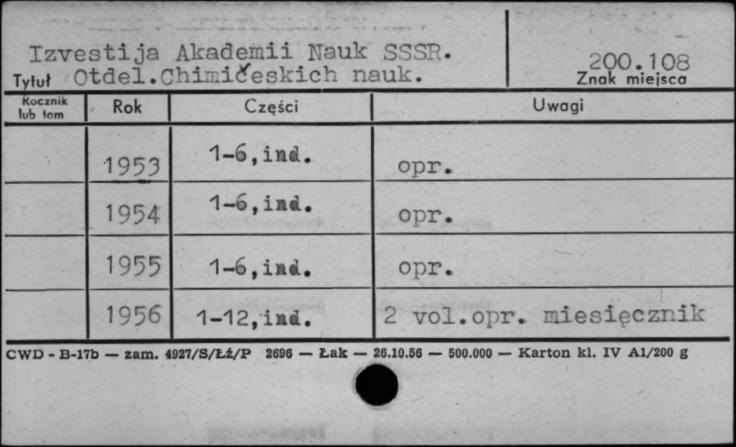 Izvestija Akademii Nauk SSSR.
200.108
Tytuł Otdel.Chimičeskich nauk.
Znak miejsca
Rocznik lub tom Rok Części Uwagi
1953 1-6,ind. opr.
1954 1-6,ind. opr.
1955 1-6,ind. opr.
1956 1-12,ind. 2 vol.opr. miesięcznik
CWD - B-17b — zam. 4927/S/Łź/P 2696 — Łak — 26.10.56 — 500.000 — Karton kl. IV A1/200 g